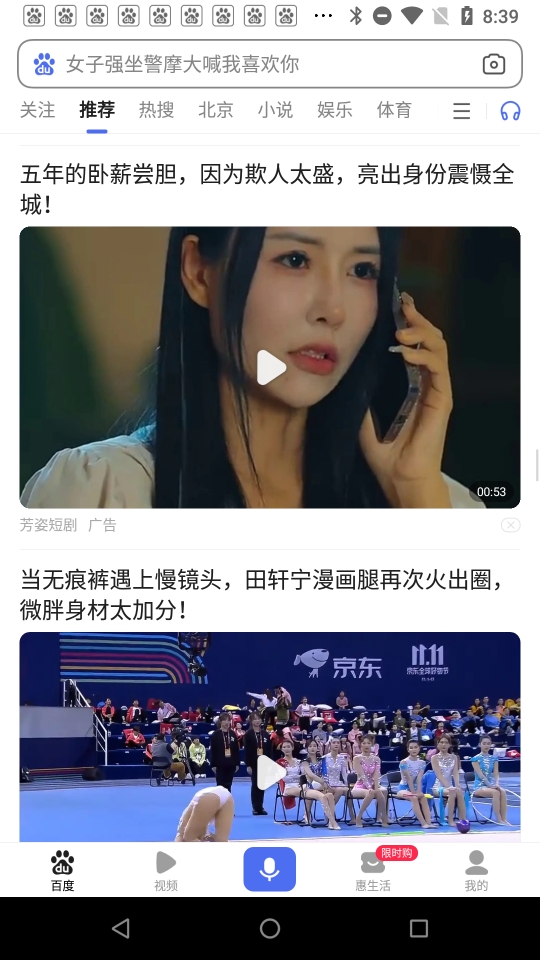 8:39
du 女子强坐警摩大喊我喜欢你
关注 推荐 热搜 北京 小说 娱乐 体育
五年的卧薪尝胆，因为欺人太盛，亮出身份震慑全
城！
00:53
芳姿短剧 广告
当无痕裤遇上慢镜头，田轩宁漫画腿再次火出圈，
微胖身材太加分！
京东 11.11
京东全球好物节
限时购
百度 视频 惠生活 我的